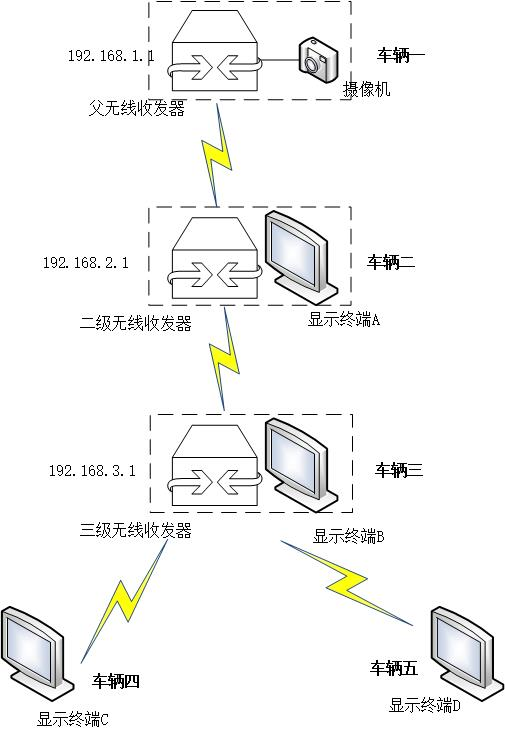 192.168.1.1
车辆一
摄像机
父无线收发器
192.168.2.1
车辆二
二级无线收发器
显示终端A
192.168.3.1
车辆三
三级无线收发器
显示终端B
车辆四
车辆五
显示终端C
显示终端D